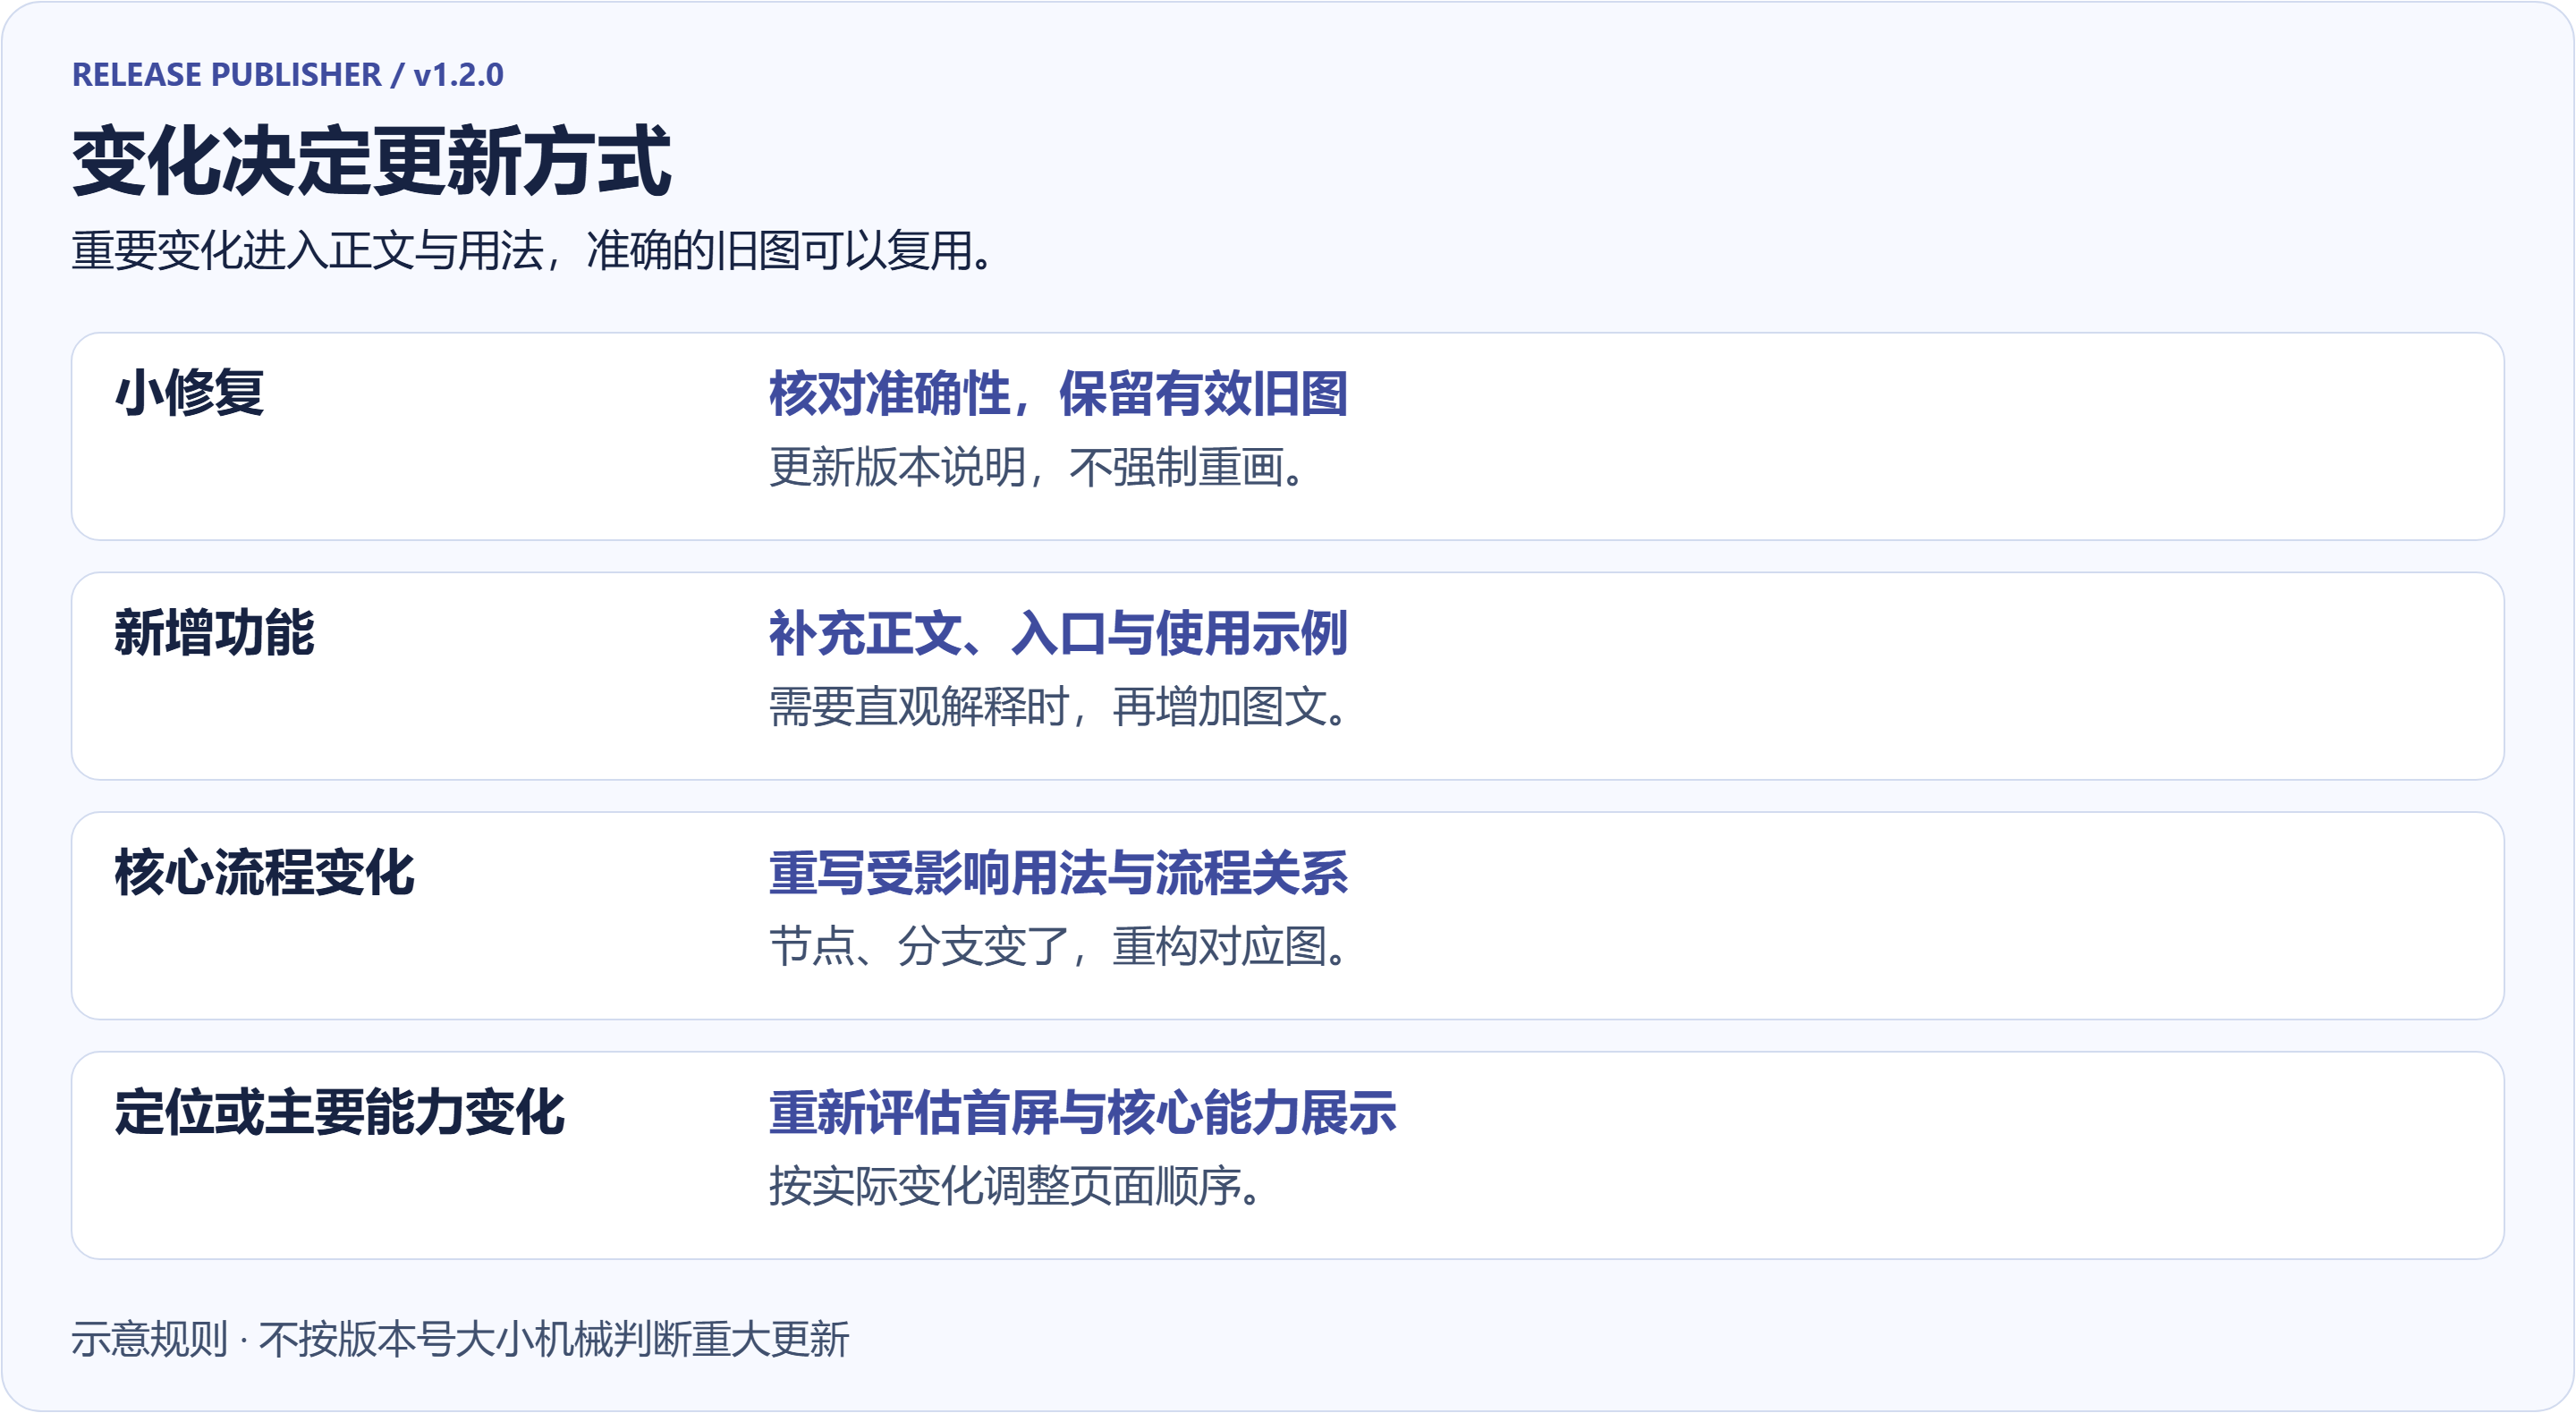 RELEASE PUBLISHER / v1.2.0
变化决定更新方式
重要变化进入正文与用法，准确的旧图可以复用。
小修复
核对准确性，保留有效旧图
更新版本说明，不强制重画。
新增功能
补充正文、入口与使用示例
需要直观解释时，再增加图文。
核心流程变化
重写受影响用法与流程关系
节点、分支变了，重构对应图。
定位或主要能力变化
重新评估首屏与核心能力展示
按实际变化调整页面顺序。
示意规则 · 不按版本号大小机械判断重大更新